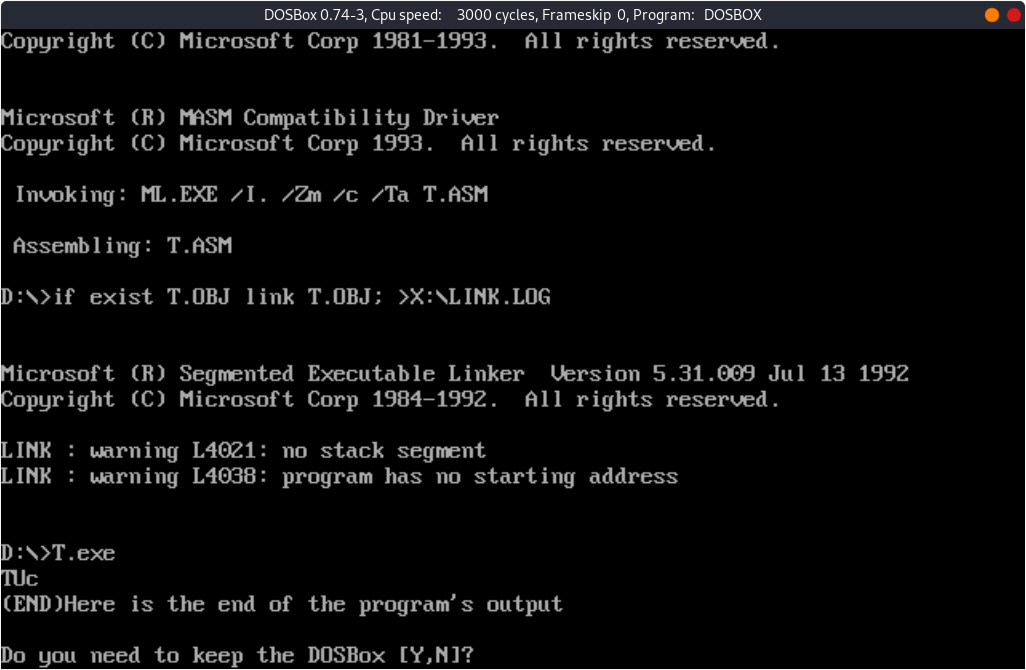 DOSBox 0.74-3, Cpu speed:    3000 cycles, Frameskip  0, Program:   DOSBOX
Copyright (C) Microsoft Corp 1981-1993.  All rights reserved.
Microsoft (R) MASM Compatibility Driver
Copyright (C) Microsoft Corp 1993.  All rights reserved.
 Invoking: ML.EXE /I. /Zm /c /Ta T.ASM
 Assembling: T.ASM
D:\>if exist T.OBJ link T.OBJ; >X:\LINK.LOG
Microsoft (R) Segmented Executable Linker  Version 5.31.009 Jul 13 1992
Copyright (C) Microsoft Corp 1984-1992.  All rights reserved.
LINK : warning L4021: no stack segment
LINK : warning L4038: program has no starting address
D:\>T.exe
TUc
(END)Here is the end of the program's output
Do you need to keep the DOSBox [Y,N]?